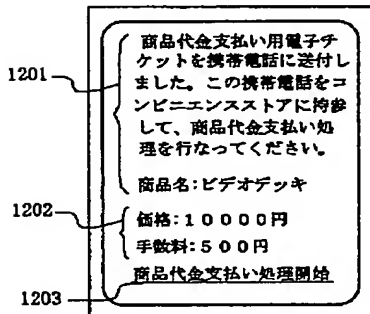 商品代金支払い用電子チ
ケットを携帯電話に送付し
ました。この携帯電話をコ
ンビニエンスストアに持参
して、商品代金支払い処
理を行なってください。
商品名:ビデオデッキ
価格:10000円
手数料:500円
商品代金支払い処理開始
1201
1202
1203